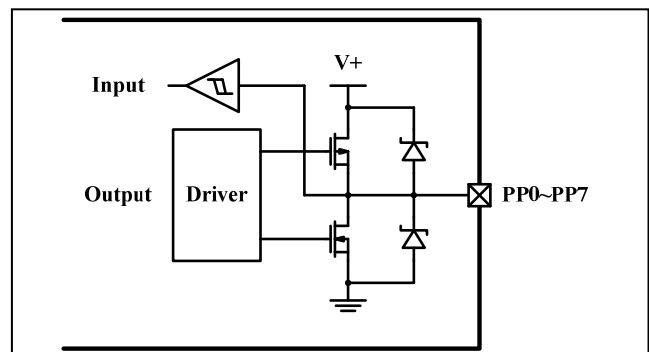 V+
Input
Output
Driver
PP0~PP7